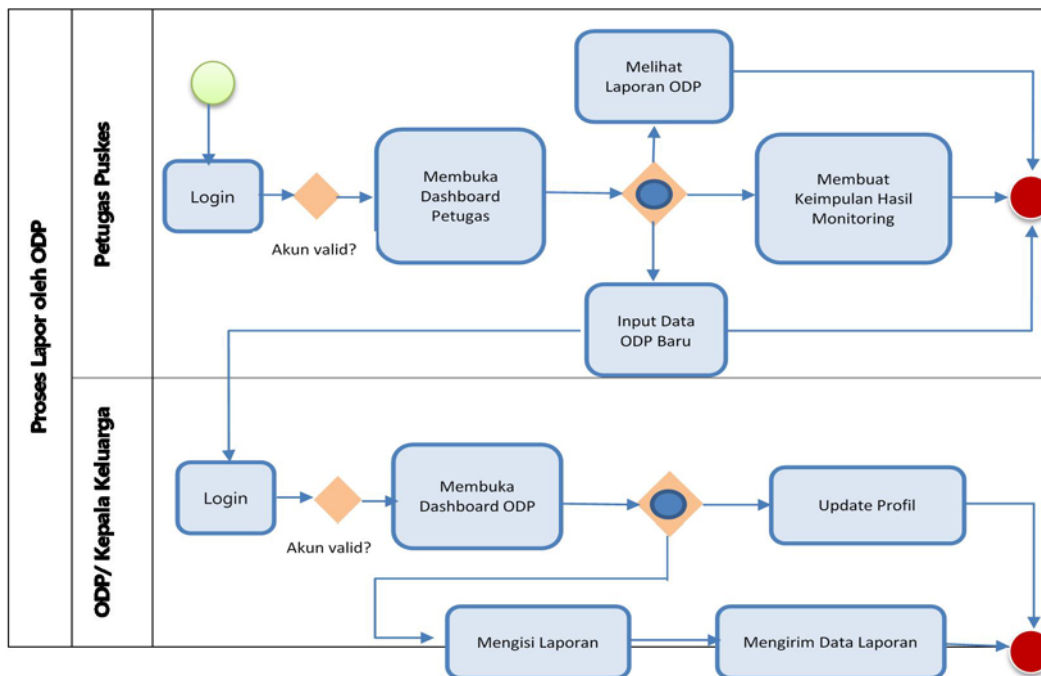 Proses Lapor oleh ODP
Petugas Puskes
Login
Akun valid?
Membuka
Dashboard
Petugas
Melihat
Laporan ODP
Membuat
Keimpulan Hasil
Monitoring
Input Data
ODP Baru
ODP/ Kepala Keluarga
Login
Akun valid?
Membuka
Dashboard ODP
Update Profil
Mengisi Laporan
Mengirim Data Laporan